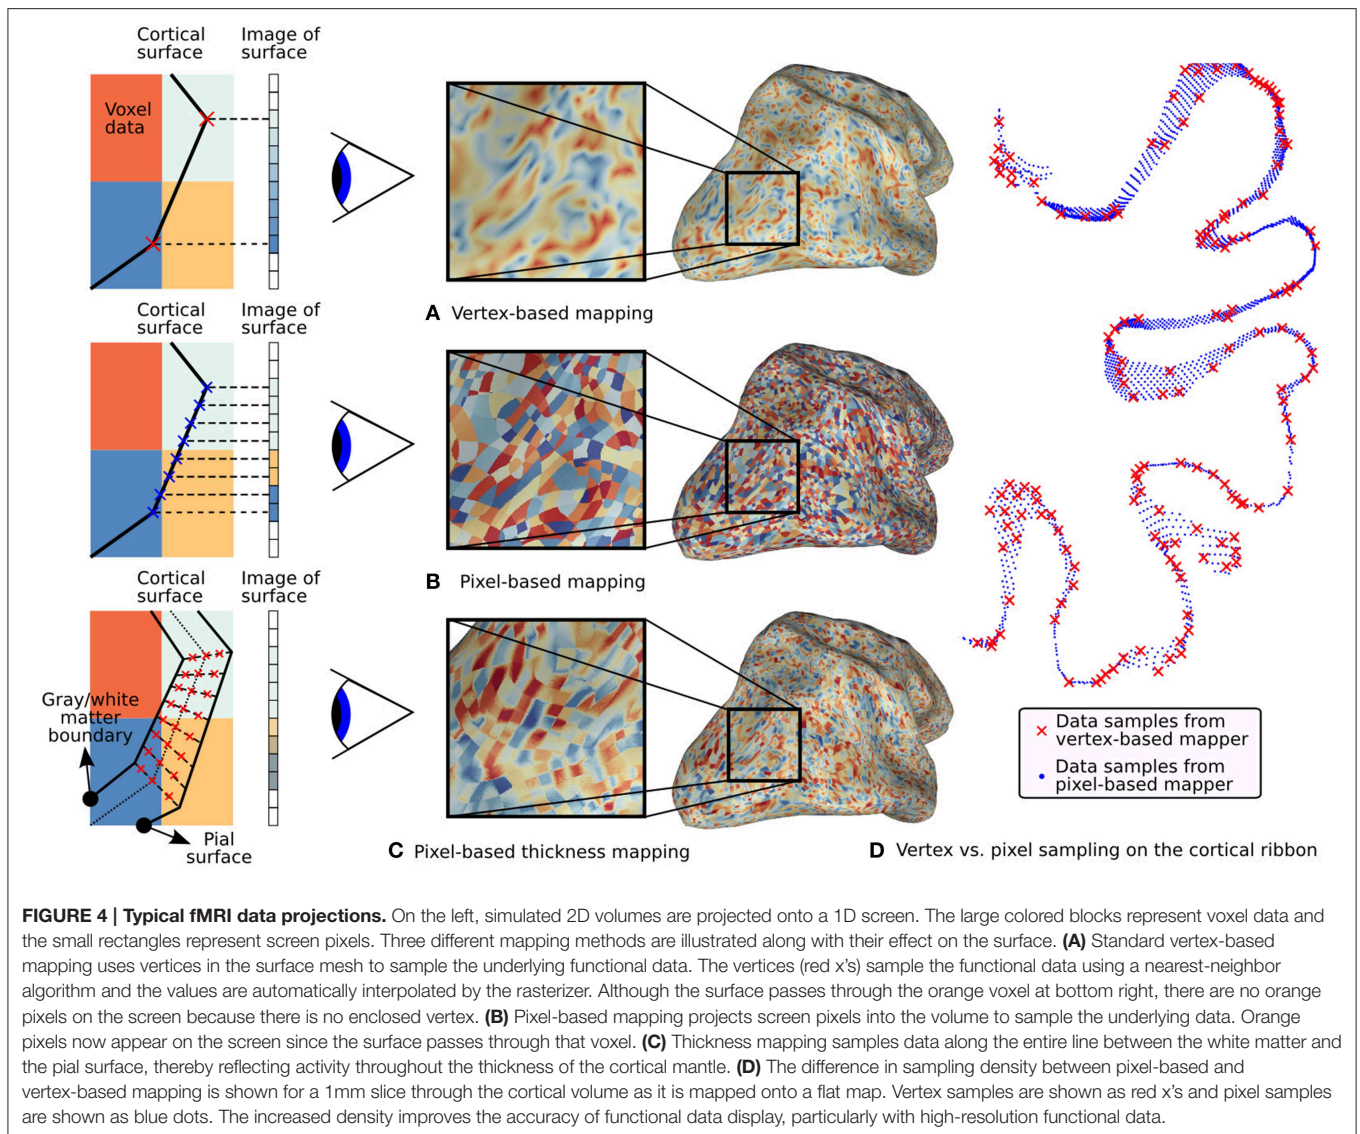 Cortical
surface
Image of
surface
Voxel
data
A Vertex-based mapping
Cortical
surface
Image of
surface
B Pixel-based mapping
Cortical
surface
Image of
surface
Gray/white
matter
boundary
Pial
surface
C Pixel-based thickness mapping
Data samples from
vertex-based mapper
Data samples from
pixel-based mapper
D Vertex vs. pixel sampling on the cortical ribbon
FIGURE 4 | Typical fMRI data projections. On the left, simulated 2D volumes are projected onto a 1D screen. The large colored blocks represent voxel data and
the small rectangles represent screen pixels. Three different mapping methods are illustrated along with their effect on the surface. (A) Standard vertex-based
mapping uses vertices in the surface mesh to sample the underlying functional data. The vertices (red x's) sample the functional data using a nearest-neighbor
algorithm and the values are automatically interpolated by the rasterizer. Although the surface passes through the orange voxel at bottom right, there are no orange
pixels on the screen because there is no enclosed vertex. (B) Pixel-based mapping projects screen pixels into the volume to sample the underlying data. Orange
pixels now appear on the screen since the surface passes through that voxel. (C) Thickness mapping samples data along the entire line between the white matter and
the pial surface, thereby reflecting activity throughout the thickness of the cortical mantle. (D) The difference in sampling density between pixel-based and
vertex-based mapping is shown for a 1mm slice through the cortical volume as it is mapped onto a flat map. Vertex samples are shown as red x's and pixel samples
are shown as blue dots. The increased density improves the accuracy of functional data display, particularly with high-resolution functional data.